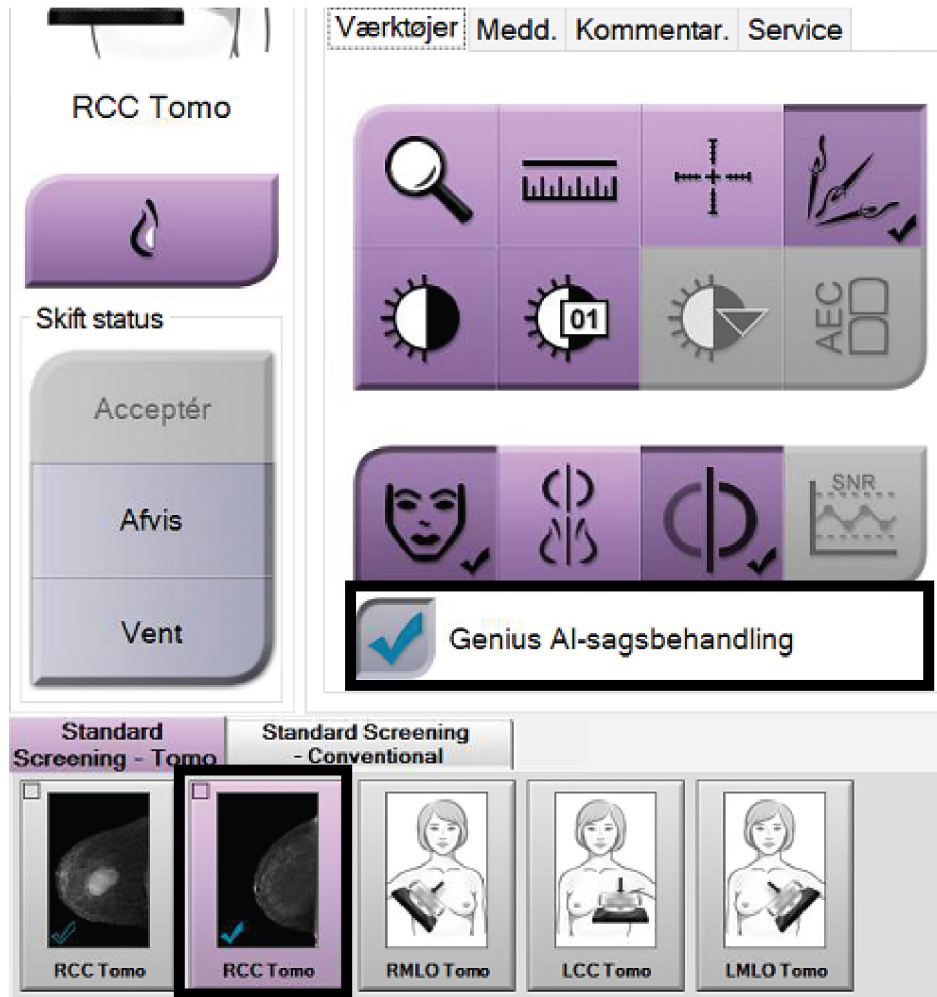 Værktøjer Medd. Kommentar. Service
RCC Tomo
01
AEC
Skift status
Acceptér
Afvis
Vent
SNR
Genius AI-sagsbehandling
Standard
Screening - Tomo
Standard Screening
- Conventional
RCC Tomo
RCC Tomo
RMLO Tomo
LCC Tomo
LMLO Tomo